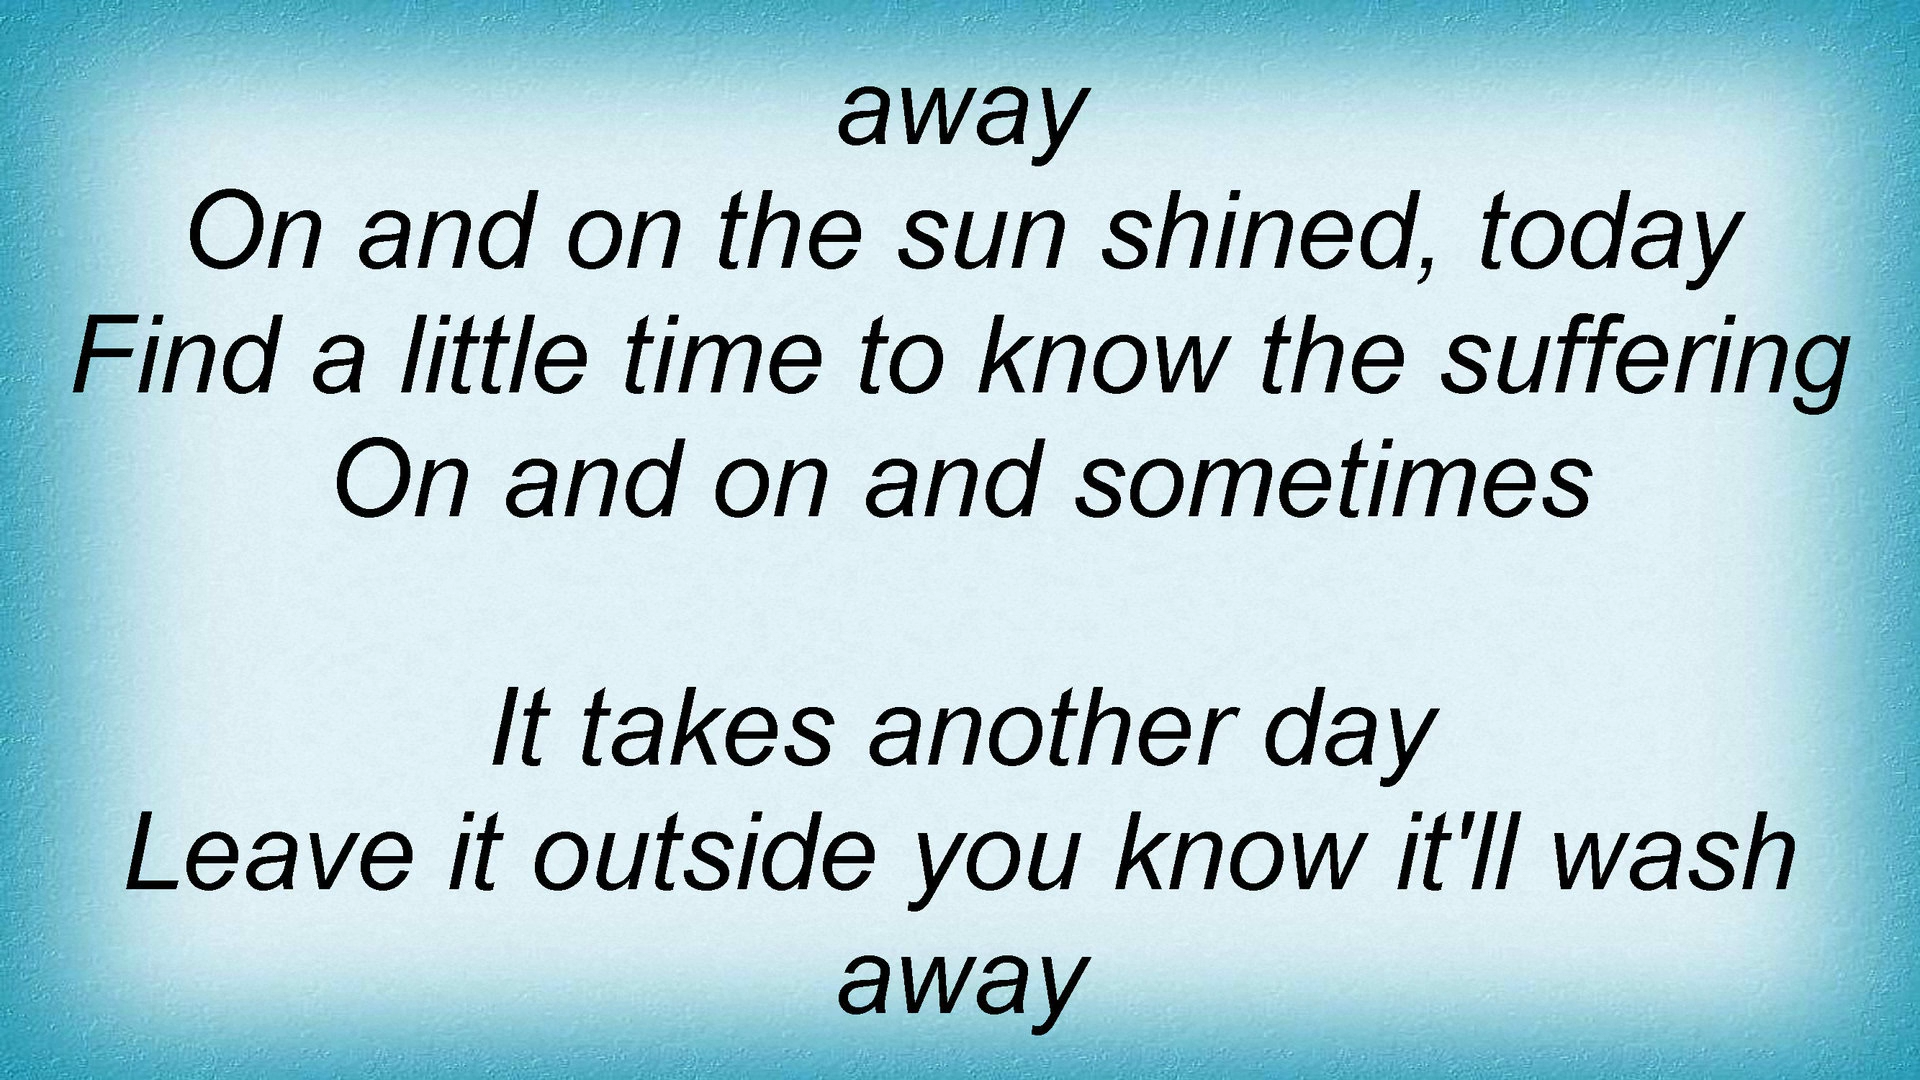 away
On and on the sun shined, today
Find a little time to know the suffering
On and on and sometimes
It takes another day
Leave it outside you know it'll wash
away